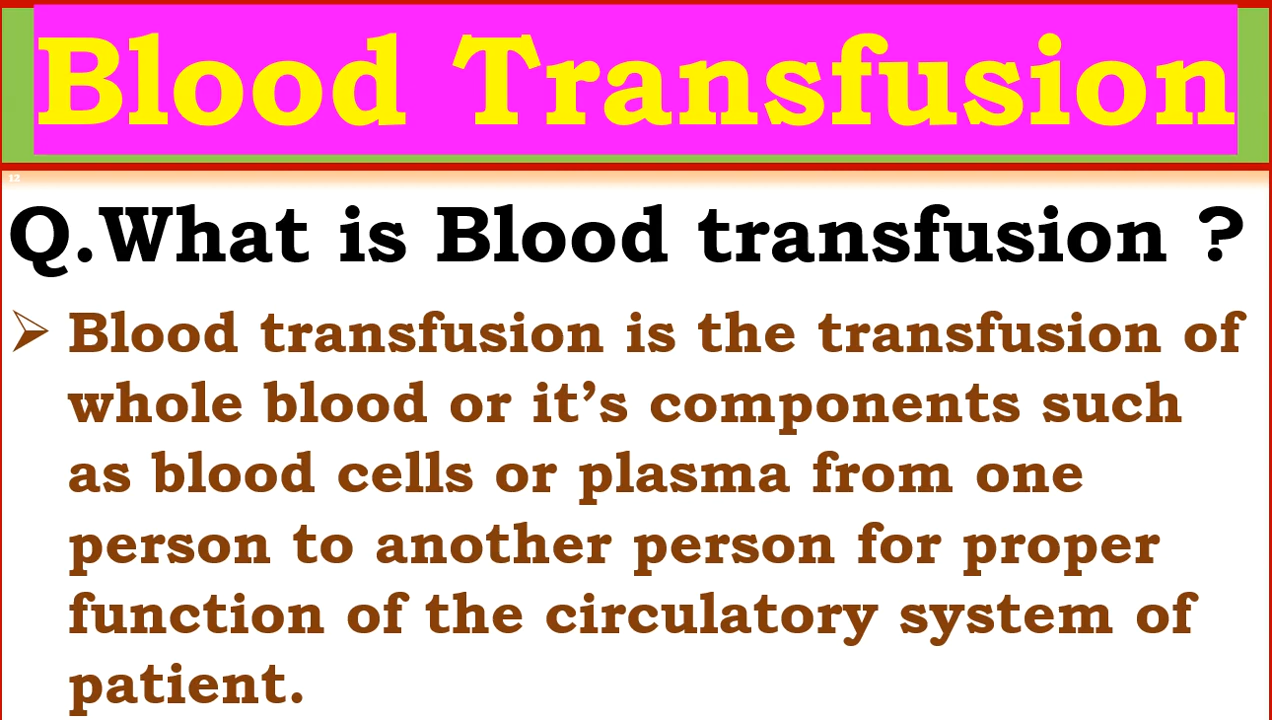 Blood Transfusion
12
Q.What is Blood transfusion ?
➢ Blood transfusion is the transfusion of
whole blood or it’s components such
as blood cells or plasma from one
person to another person for proper
function of the circulatory system of
patient.